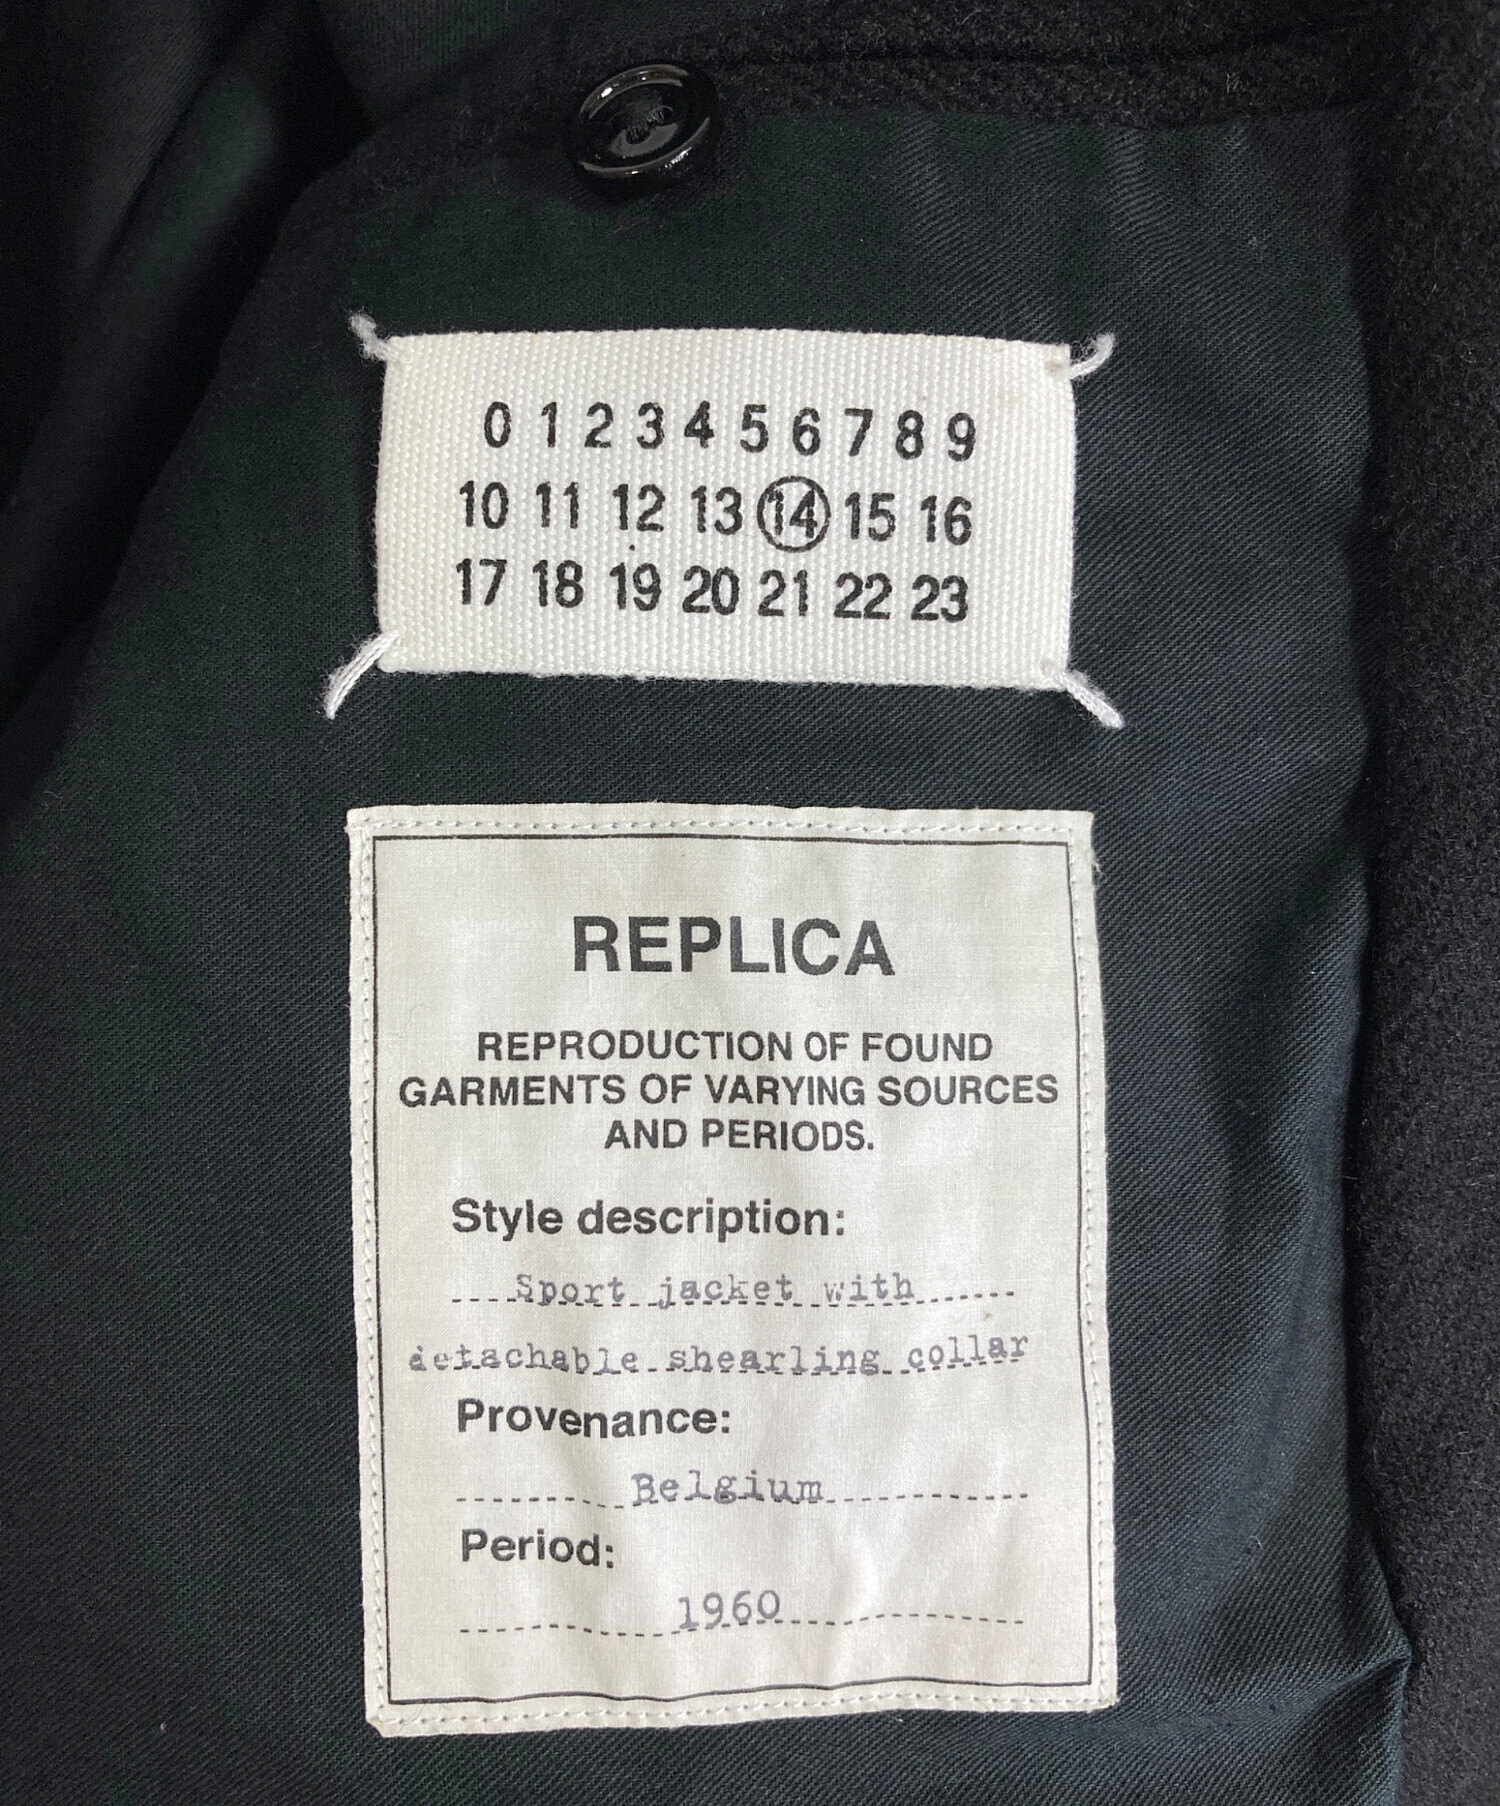 0 1 2 3 4 5 6 7 8 9
10 11 12 13 14 15 16
17 18 19 20 21 22 23
REPLICA
REPRODUCTION OF FOUND
GARMENTS OF VARYING SOURCES
AND PERIODS.
Style description:
Sport jacket with
detachable shearling collar
Provenance:
Belgium
Period:
1960